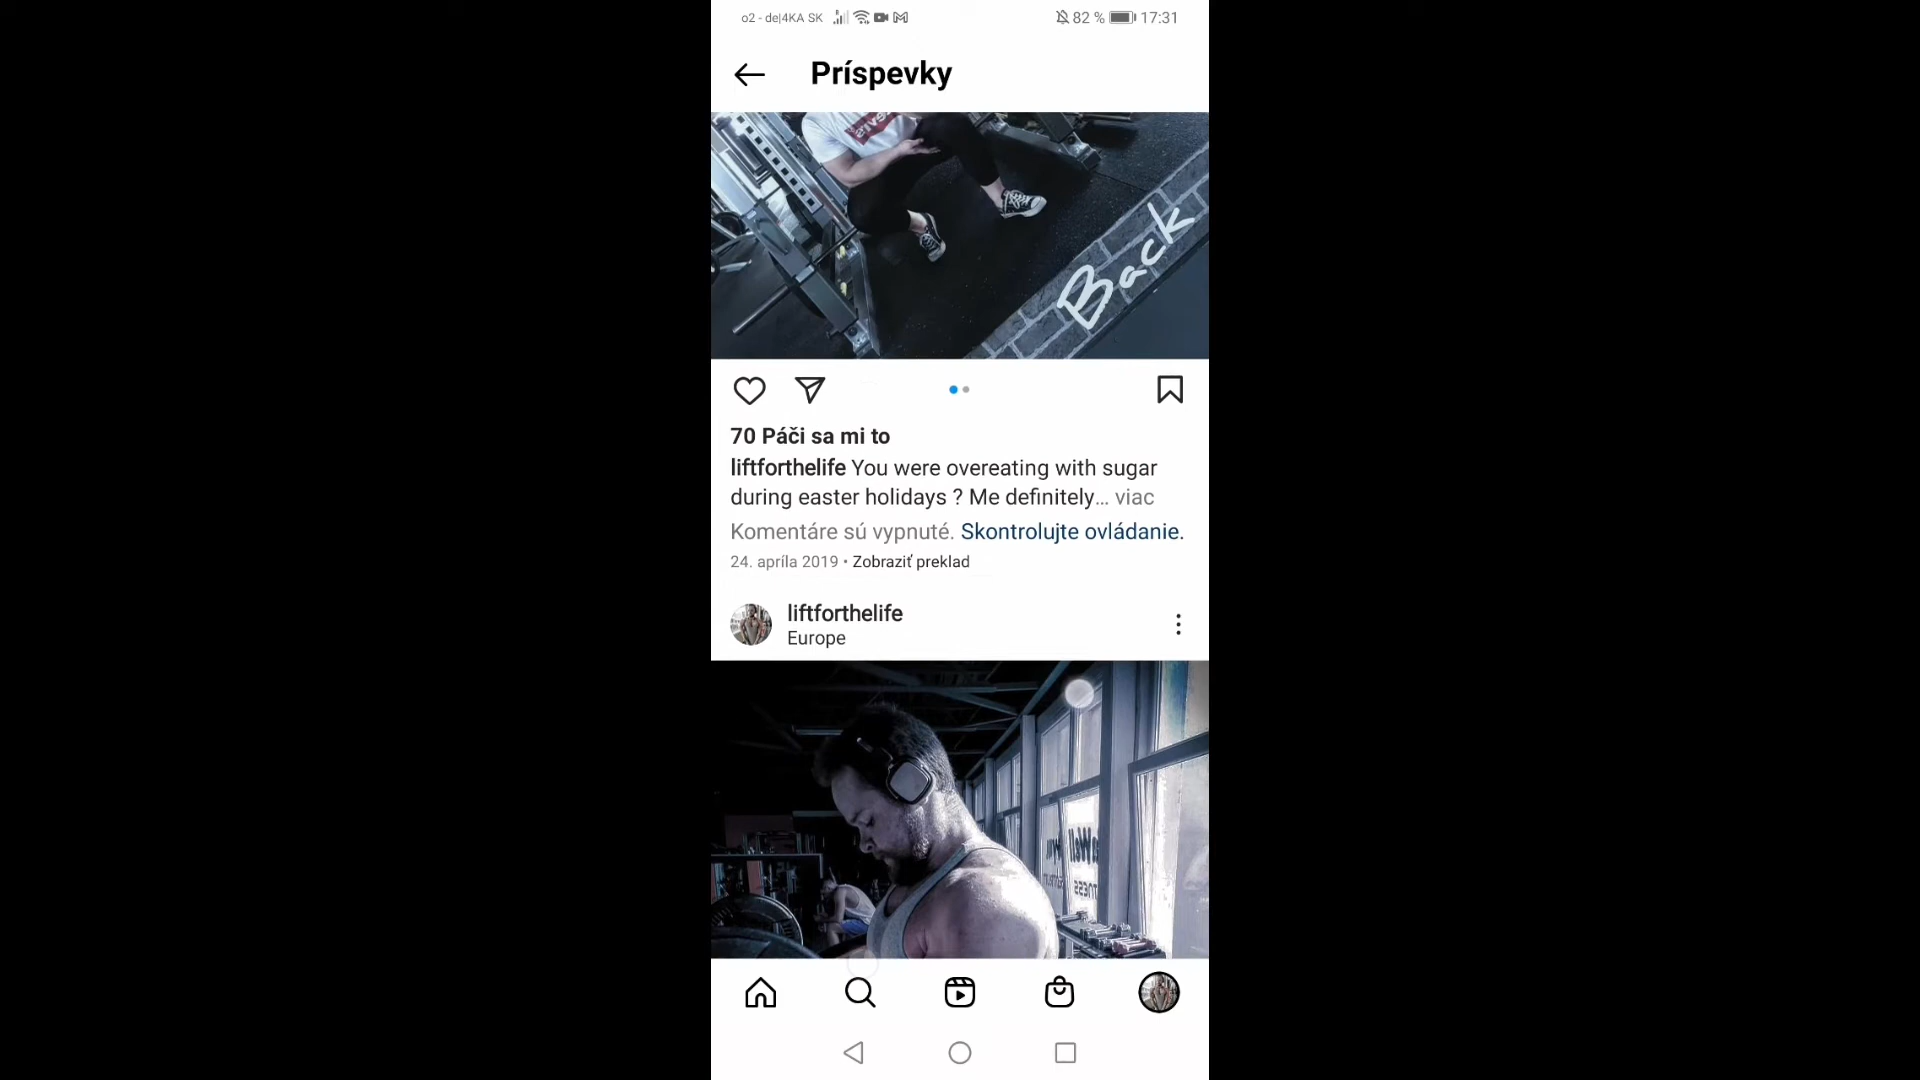 o2 - de|4KA SK 82 % 17:31
Príspevky
Back
70 Páči sa mi to
liftforthelife You were overeating with sugar
during easter holidays ? Me definitely... viac
Komentáre sú vypnuté. Skontrolujte ovládanie.
24. apríla 2019 • Zobraziť preklad
liftforthelife
Europe